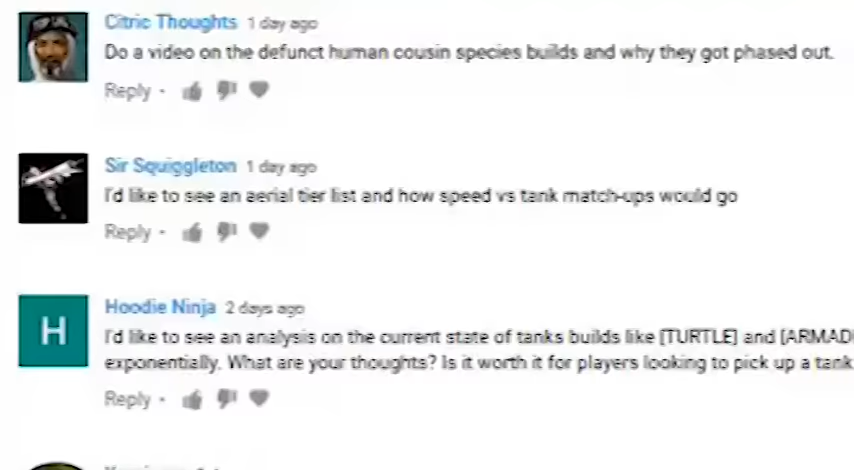 Citric Thoughts 1 day ago
Do a video on the defunct human cousin species builds and why they got phased out.
Reply •
Sir Squiggleton 1 day ago
I'd like to see an aerial tier list and how speed vs tank match-ups would go
Reply •
H
Hoodie Ninja 2 days ago
I'd like to see an analysis on the current state of tanks builds like [TURTLE] and [ARMAD
exponentially. What are your thoughts? Is it worth it for players looking to pick up a tank
Reply •